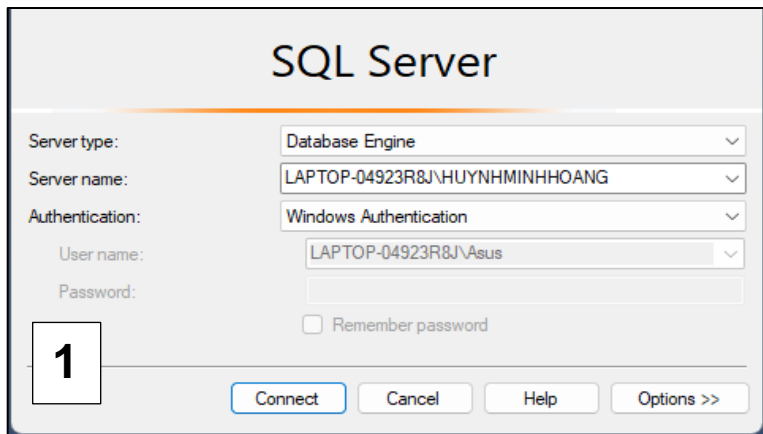 SQL Server
Server type: Database Engine
Server name: LAPTOP-04923R8J\HUYNHMINHHOANG
Authentication: Windows Authentication
User name: LAPTOP-04923R8J\Asus
Password:
Remember password
1
Connect Cancel Help Options >>